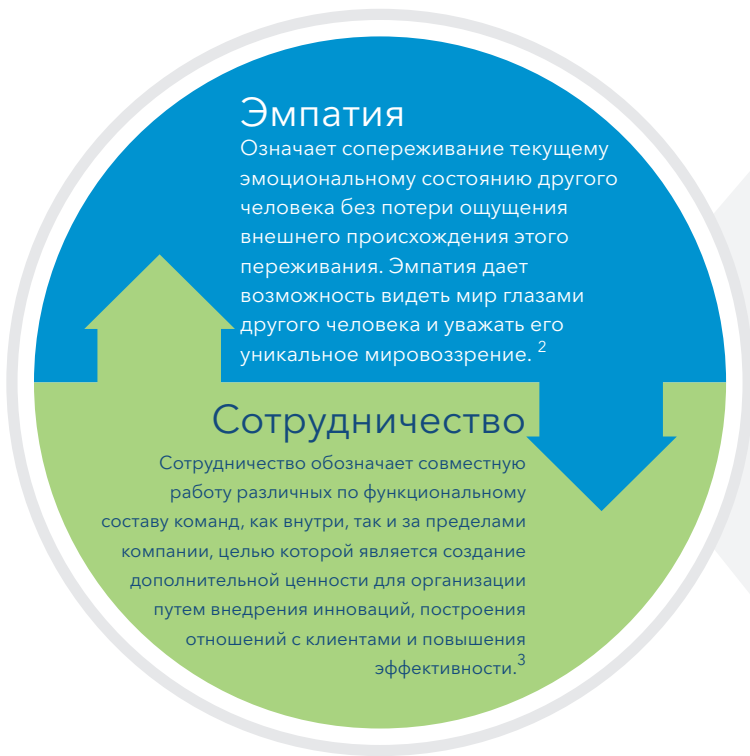 Эмпатия
Означает сопереживание текущему
эмоциональному состоянию другого
человека без потери ощущения
внешнего происхождения этого
переживания. Эмпатия дает
возможность видеть мир глазами
другого человека и уважать его
уникальное мировоззрение. 2
Сотрудничество
Сотрудничество обозначает совместную
работу различных по функциональному
составу команд, как внутри, так и за пределами
компании, целью которой является создание
дополнительной ценности для организации
путем внедрения инноваций, построения
отношений с клиентами и повышения
эффективности.3